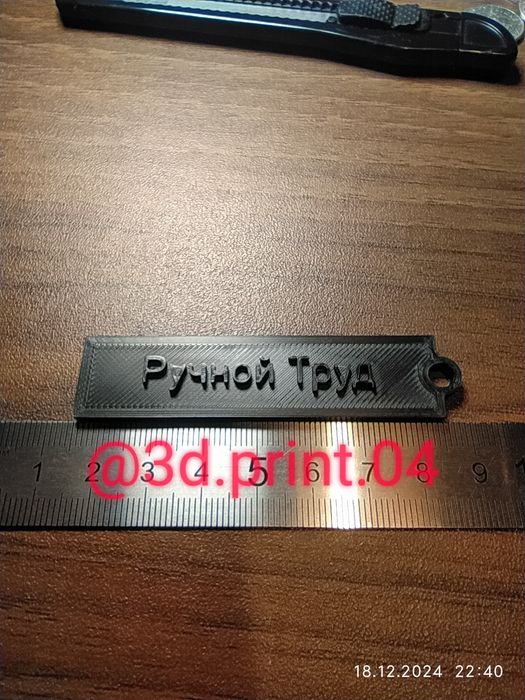 Ручной Труд
1 2 3 4 5 6 7 8 9
@3d.print.04
18.12.2024 22:40